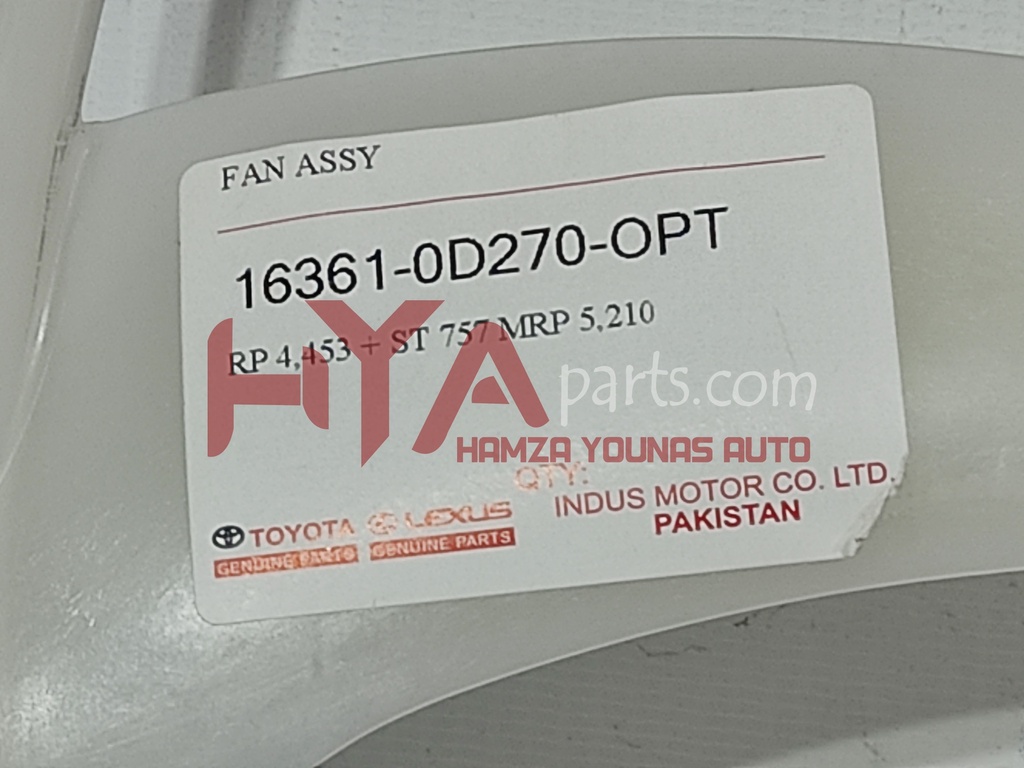 FAN ASSY
16361-0D270-OPT
RP 4,453 + ST 757 MRP 5,210
HYA parts.com
HAMZA YOUNAS AUTO
QTY:
INDUS MOTOR CO. LTD.
PAKISTAN
TOYOTA LEXUS
GENUINE PARTS GENUINE PARTS